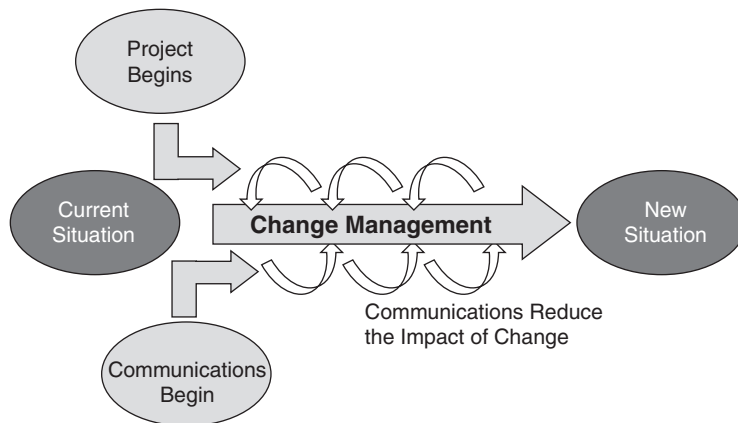 Project
Begins
Current
Situation
Change Management
New
Situation
Communications Reduce
the Impact of Change
Communications
Begin